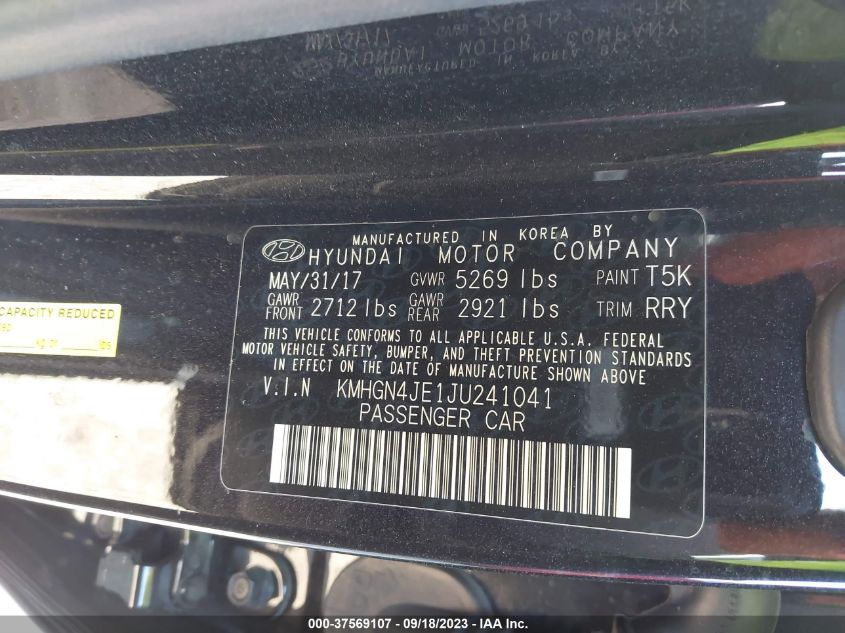 MANUFACTURED IN KOREA BY
HYUNDAI MOTOR COMPANY
MAY/31/17 GVWR 5269 lbs PAINT T5K
GAWR FRONT 2712 lbs GAWR REAR 2921 lbs TRIM RRY
THIS VEHICLE CONFORMS TO ALL APPLICABLE U.S.A. FEDERAL
MOTOR VEHICLE SAFETY, BUMPER, AND THEFT PREVENTION STANDARDS
IN EFFECT ON THE DATE OF MANUFACTURE SHOWN ABOVE
V.I.N KMHGN4JE1JU241041
PASSENGER CAR
CAPACITY REDUCED
kg or lbs
000-37569107 - 09/18/2023 - IAA Inc.